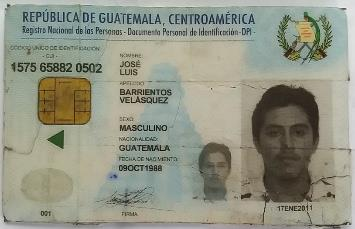 REPÚBLICA DE GUATEMALA, CENTROAMÉRICA
Registro Nacional de las Personas - Documento Personal de Identificación - DPI -
CÓDIGO ÚNICO DE IDENTIFICACIÓN
- CUI -
1575 65882 0502
NOMBRE:
JOSÉ
LUIS
APELLIDO:
BARRIENTOS
VELÁSQUEZ
SEXO:
MASCULINO
NACIONALIDAD:
GUATEMALA
FECHA DE NACIMIENTO:
09OCT1988
001
FIRMA
17ENE2011